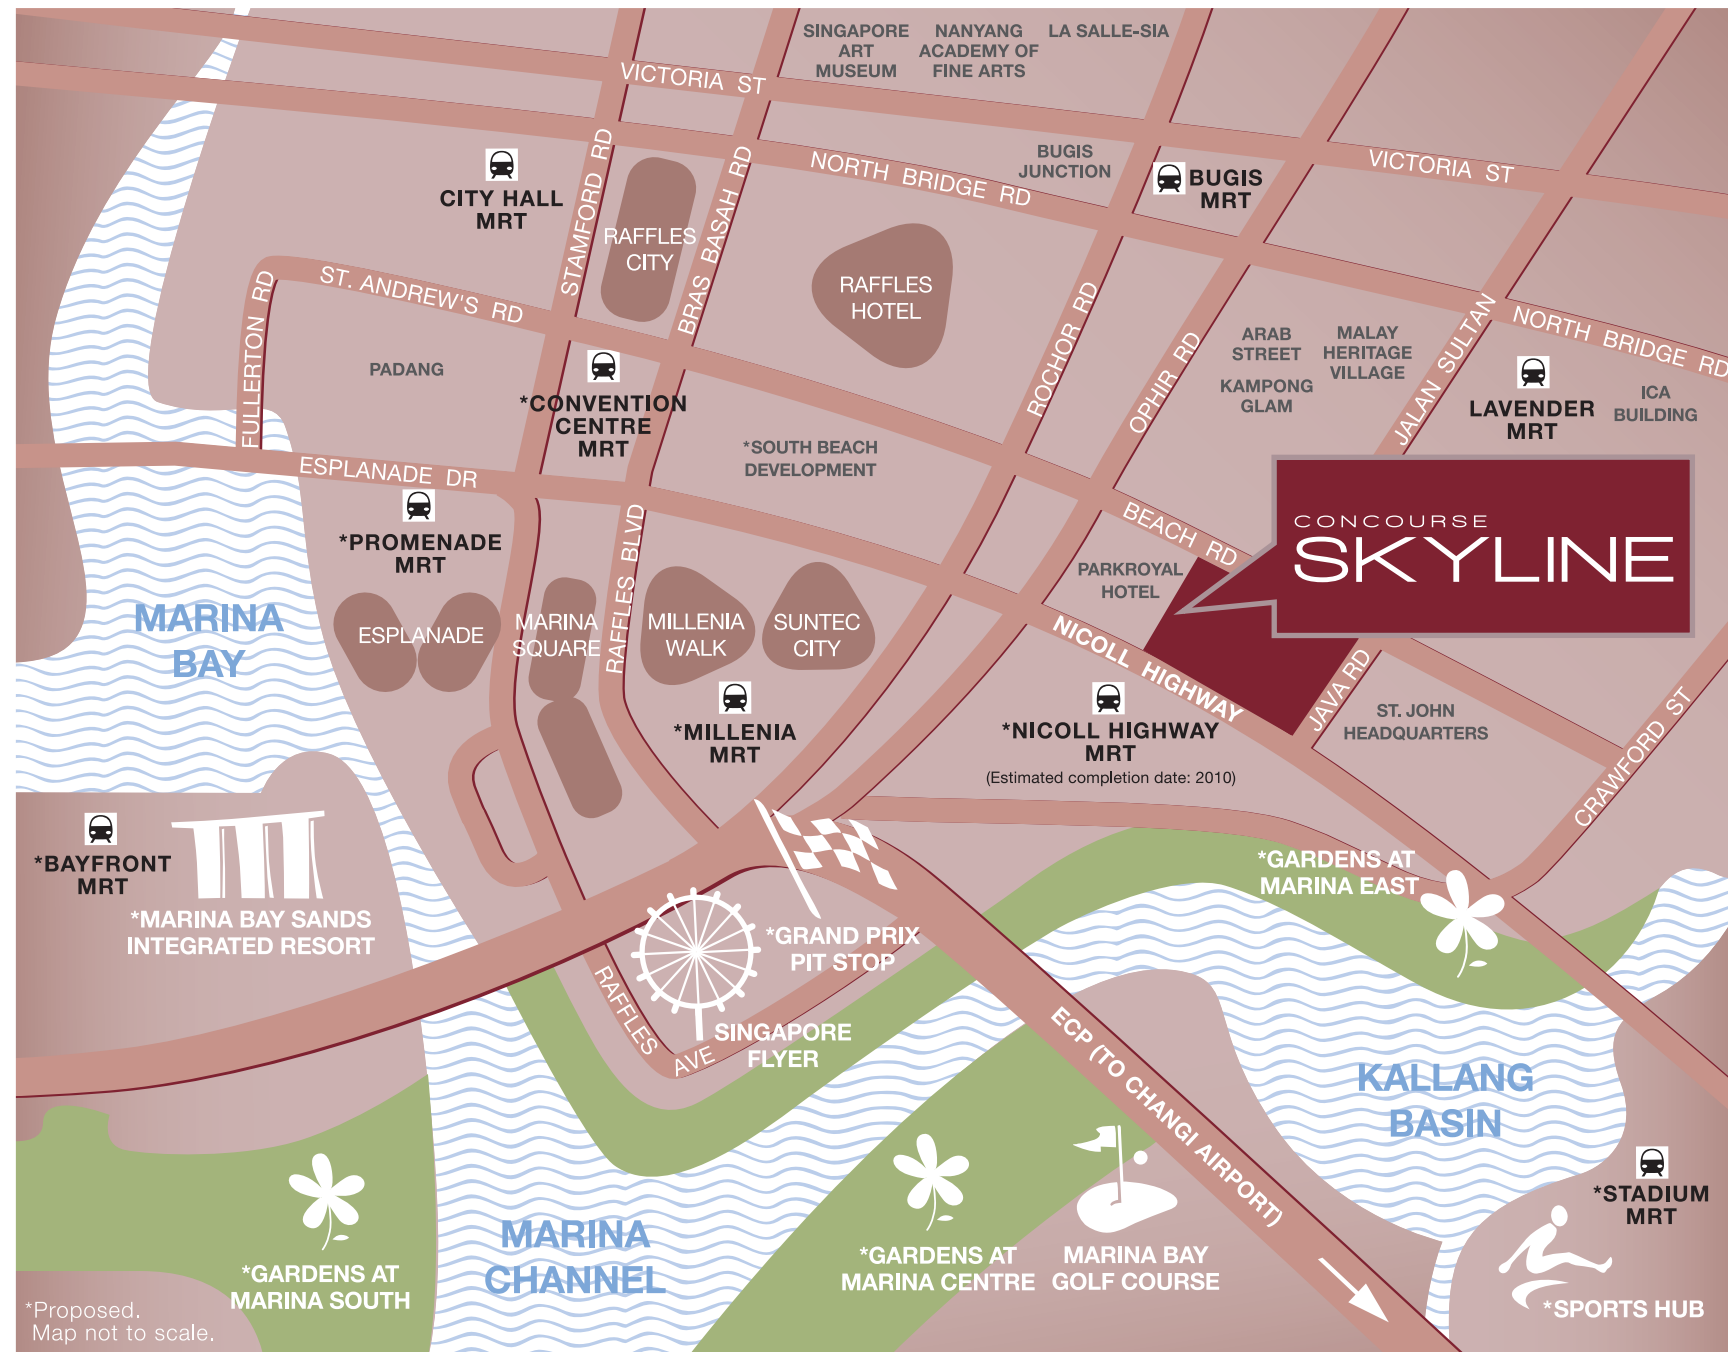 SINGAPORE
ART
MUSEUM
NANYANG
ACADEMY OF
FINE ARTS
LA SALLE-SIA
VICTORIA ST
VICTORIA ST
BUGIS
JUNCTION
BUGIS
MRT
NORTH BRIDGE RD
CITY HALL
MRT
STAMFORD RD
RAFFLES
CITY
BRAS BASAH RD
RAFFLES
HOTEL
FULLERTON RD
ST. ANDREW'S RD
PADANG
*CONVENTION
CENTRE
MRT
*SOUTH BEACH
DEVELOPMENT
ROCHOR RD
OPHIR RD
ARAB
STREET
KAMPONG
GLAM
MALAY
HERITAGE
VILLAGE
JALAN SULTAN
NORTH BRIDGE RD
LAVENDER
MRT
ICA
BUILDING
ESPLANADE DR
*PROMENADE
MRT
RAFFLES BLVD
BEACH RD
CONCOURSE
SKYLINE
PARKROYAL
HOTEL
MARINA
BAY
ESPLANADE
MARINA
SQUARE
MILLENIA
WALK
SUNTEC
CITY
*MILLENIA
MRT
NICOLL HIGHWAY
*NICOLL HIGHWAY
MRT
(Estimated completion date: 2010)
JAVA RD
ST. JOHN
HEADQUARTERS
CRAWFORD ST
*BAYFRONT
MRT
*MARINA BAY SANDS
INTEGRATED RESORT
*GARDENS AT
MARINA EAST
*GRAND PRIX
PIT STOP
RAFFLES AVE
SINGAPORE
FLYER
ECP (TO CHANGI AIRPORT)
KALLANG
BASIN
*STADIUM
MRT
*SPORTS HUB
MARINA
CHANNEL
*GARDENS AT
MARINA SOUTH
*GARDENS AT
MARINA CENTRE
MARINA BAY
GOLF COURSE
*Proposed.
Map not to scale.